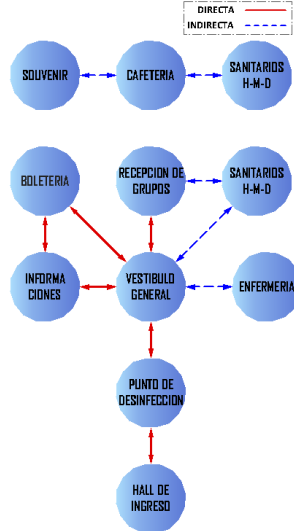 DIRECTA
INDIRECTA
SOUVENIR
CAFETERIA
SANITARIOS
H-M-D
BOLETERIA
RECEPCION DE
GRUPOS
SANITARIOS
H-M-D
INFORMA
CIONES
VESTIBULO
GENERAL
ENFERMERIA
PUNTO DE
DESINFECCION
HALL DE
INGRESO